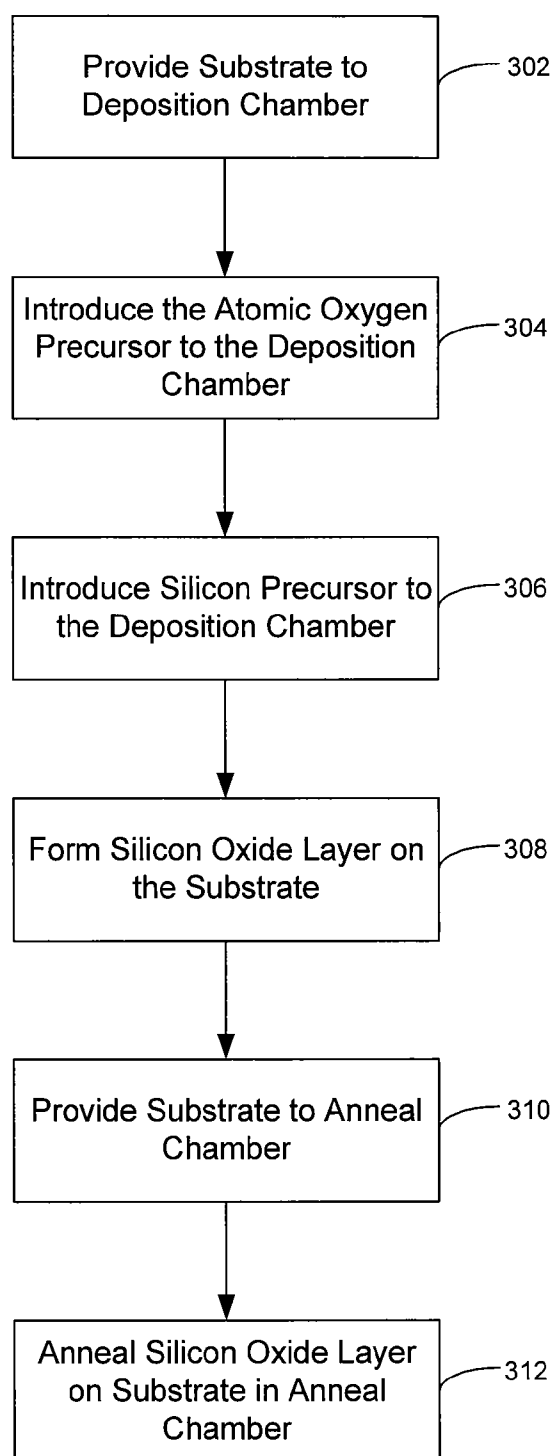 Provide Substrate to
Deposition Chamber
302
Introduce the Atomic Oxygen
Precursor to the Deposition
Chamber
304
Introduce Silicon Precursor to
the Deposition Chamber
306
Form Silicon Oxide Layer on
the Substrate
308
Provide Substrate to Anneal
Chamber
310
Anneal Silicon Oxide Layer
on Substrate in Anneal
Chamber
312